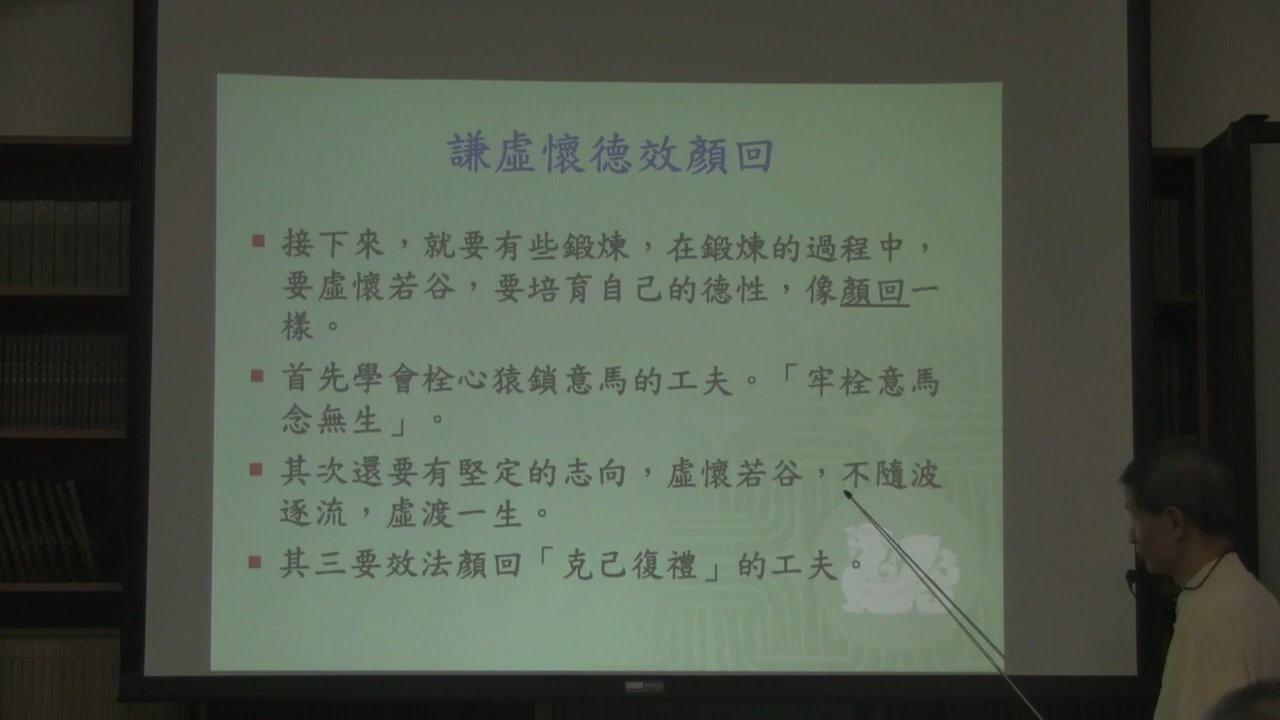 謙虛懷德效顏回
接下來，就要有些鍛煉，在鍛煉的過程中，
要虛懷若谷，要培育自己的德性，像顏回一
樣。
首先學會栓心猿鎖意馬的工夫。「牢栓意馬
念無生」。
其次還要有堅定的志向，虛懷若谷，不隨波
逐流，虛渡一生。
其三要效法顏回「克己復禮」的工夫。